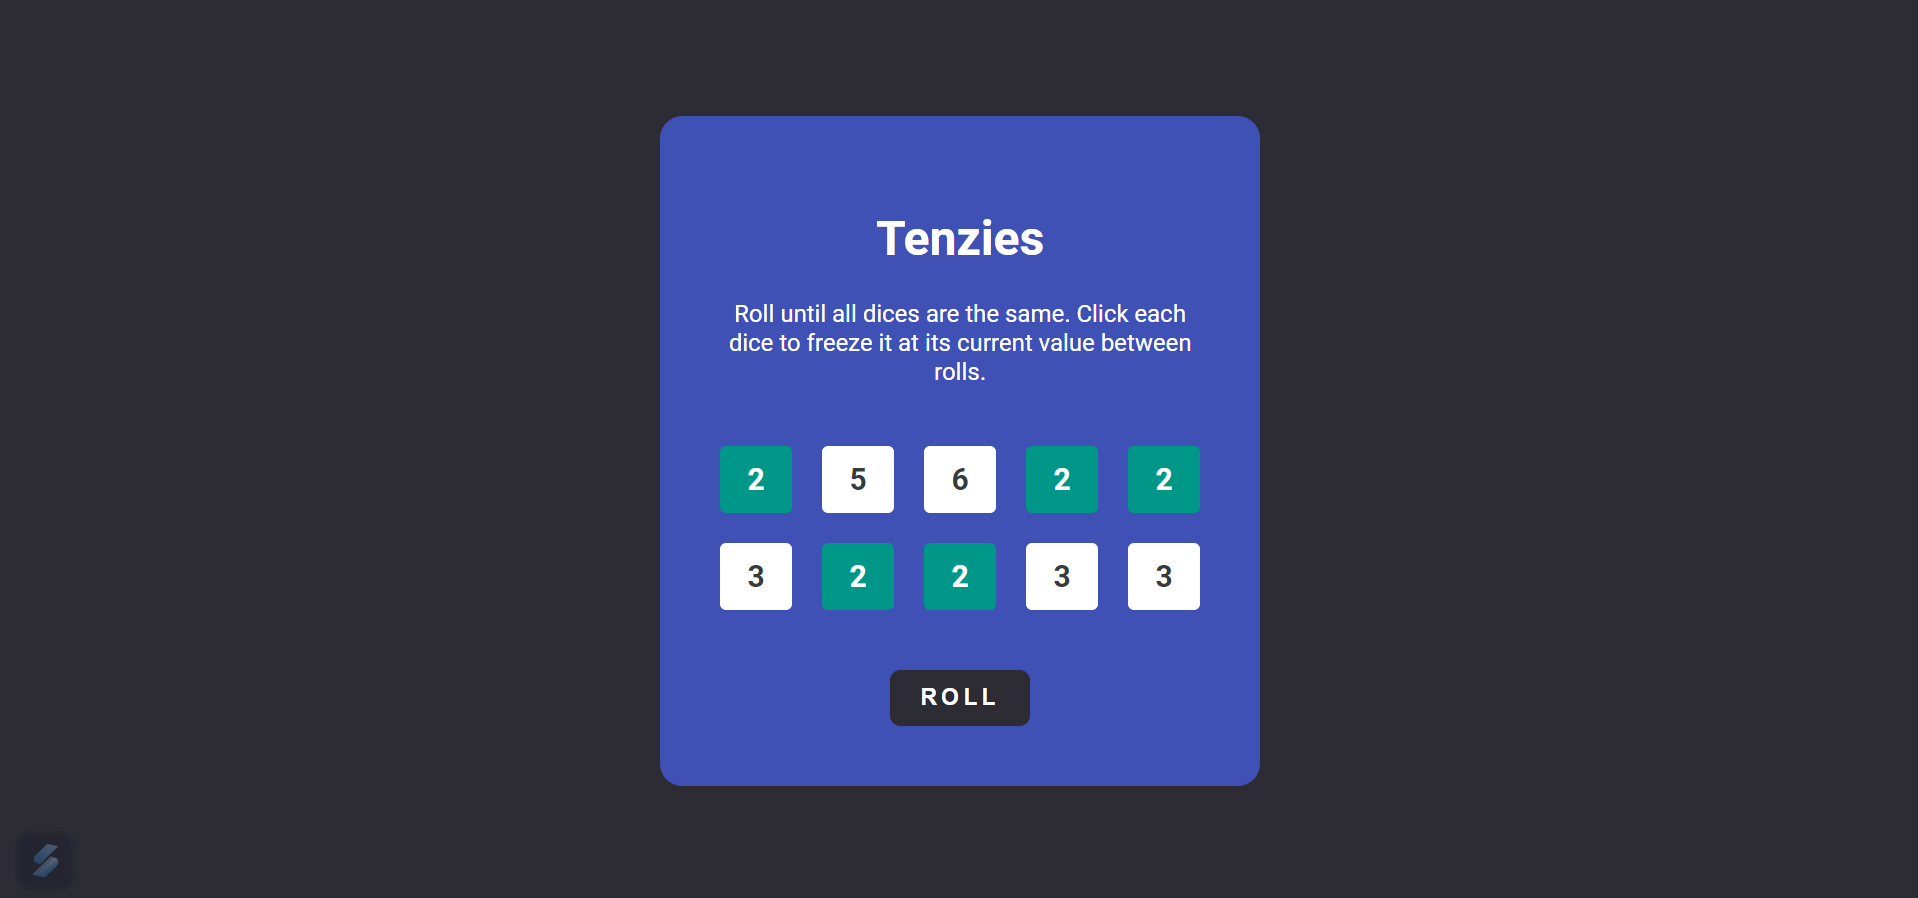 Tenzies
Roll until all dices are the same. Click each
dice to freeze it at its current value between
rolls.
2 5 6 2 2
3 2 2 3 3
ROLL